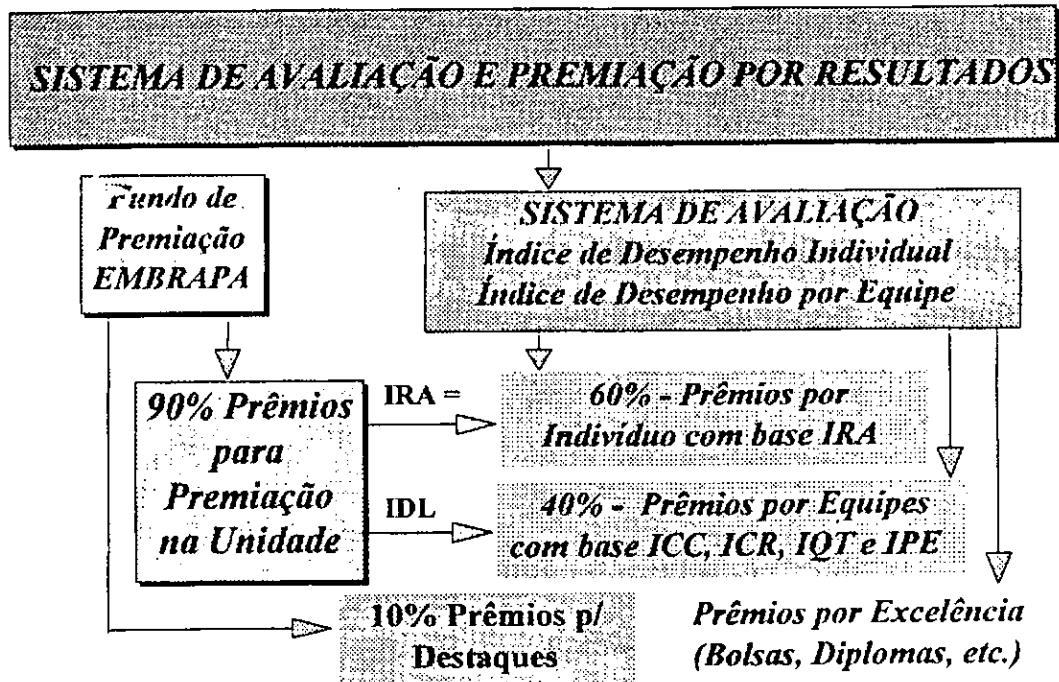 SISTEMA DE AVALIAÇÃO E PREMIAÇÃO POR RESULTADOS
Fundo de
Premiação
EMBRAPA
SISTEMA DE AVALIAÇÃO
Índice de Desempenho Individual
Índice de Desempenho por Equipe
90% Prêmios
para
Premiação
na Unidade
IRA =
60% - Prêmios por
Indivíduo com base IRA
IDL
40% - Prêmios por Equipes
com base ICC, ICR, IQT e IPE
10% Prêmios p/
Destaques
Prêmios por Excelência
(Bolsas, Diplomas, etc.)